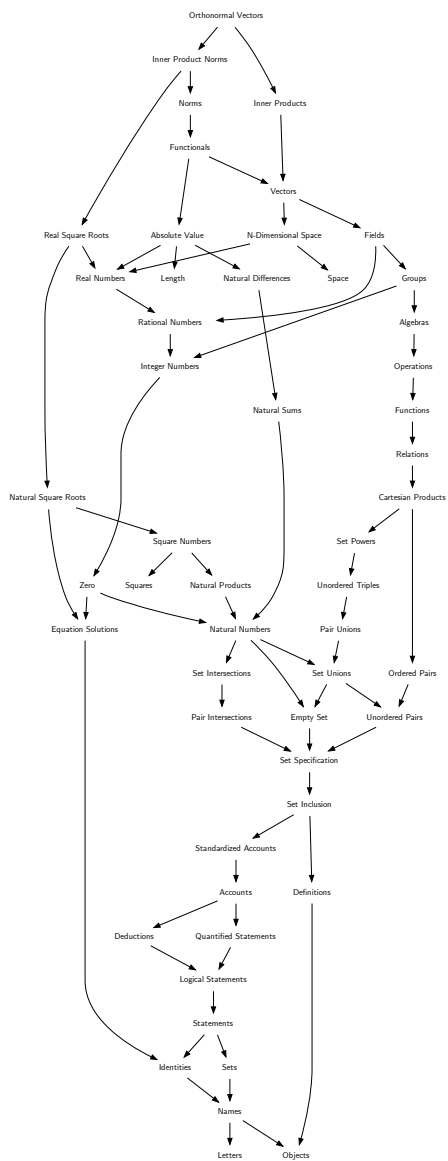 Orthonormal Vectors
Inner Product Norms
Norms
Inner Products
Functionals
Vectors
Real Square Roots
Absolute Value
N-Dimensional Space
Fields
Real Numbers
Length
Natural Differences
Space
Groups
Rational Numbers
Algebras
Integer Numbers
Operations
Natural Sums
Functions
Relations
Natural Square Roots
Cartesian Products
Square Numbers
Set Powers
Zero
Squares
Natural Products
Unordered Triples
Equation Solutions
Natural Numbers
Pair Unions
Set Intersections
Set Unions
Ordered Pairs
Pair Intersections
Empty Set
Unordered Pairs
Set Specification
Set Inclusion
Standardized Accounts
Accounts
Definitions
Deductions
Quantified Statements
Logical Statements
Statements
Identities
Sets
Names
Letters
Objects